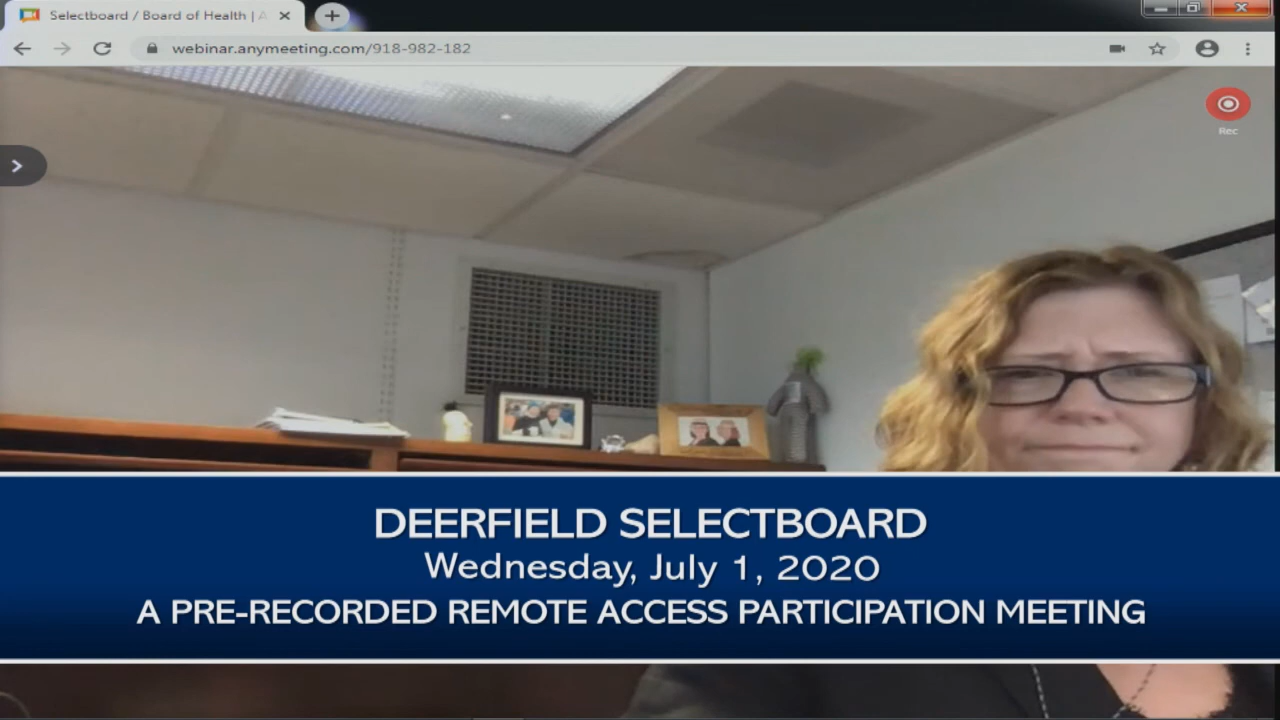 Selectboard / Board of Health | A
webinar.anymeeting.com/918-982-182
Rec
DEERFIELD SELECTBOARD
Wednesday, July 1, 2020
A PRE-RECORDED REMOTE ACCESS PARTICIPATION MEETING